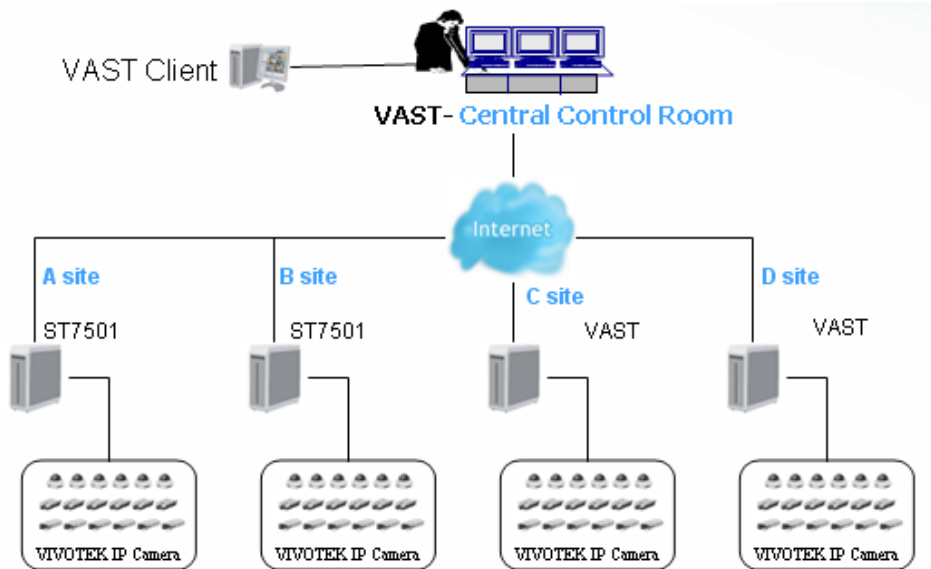 VAST Client
VAST- Central Control Room
Internet
A site
B site
C site
D site
ST7501
ST7501
VAST
VAST
VIVOTEK IP Camera
VIVOTEK IP Camera
VIVOTEK IP Camera
VIVOTEK IP Camera